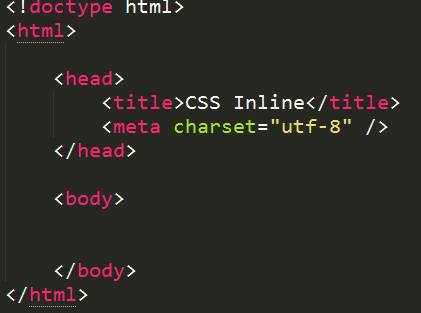 <!doctype html>
<html>
<head>
<title>CSS Inline</title>
<meta charset="utf-8" />
</head>
<body>
</body>
</html>